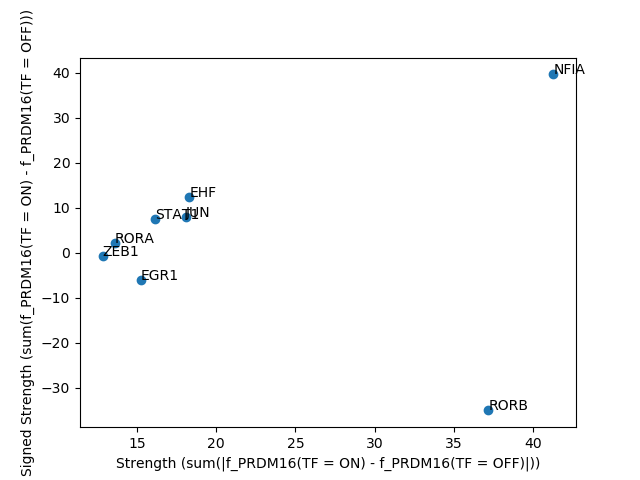 Signed Strength (sum(f_PRDM16(TF = ON) - f_PRDM16(TF = OFF)))
40
30
20
10
0
−10
−20
−30
NFIA
EHF
STAT1
JUN
RORA
ZEB1
EGR1
RORB
15
20
25
30
35
40
Strength (sum(|f_PRDM16(TF = ON) - f_PRDM16(TF = OFF)|))